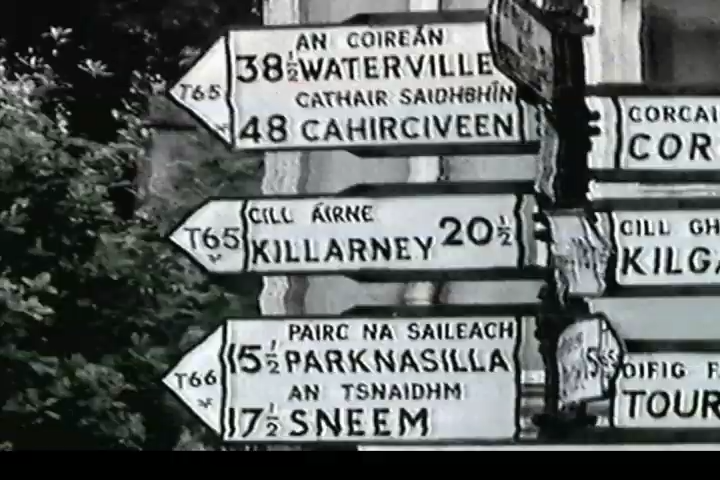 AN COIREÁN
T65 38½ WATERVILLE
CATHAIR SAIDHBHÍN
48 CAHIRCIVEEN
CORCAI
COR
CILL ÁIRNE
T65 KILLARNEY 20½
CILL GH
KILGA
PAIRC NA SAILEACH
T66 15½ PARKNASILLA
AN TSNAIDHM
17½ SNEEM
OIFIG F
TOUR